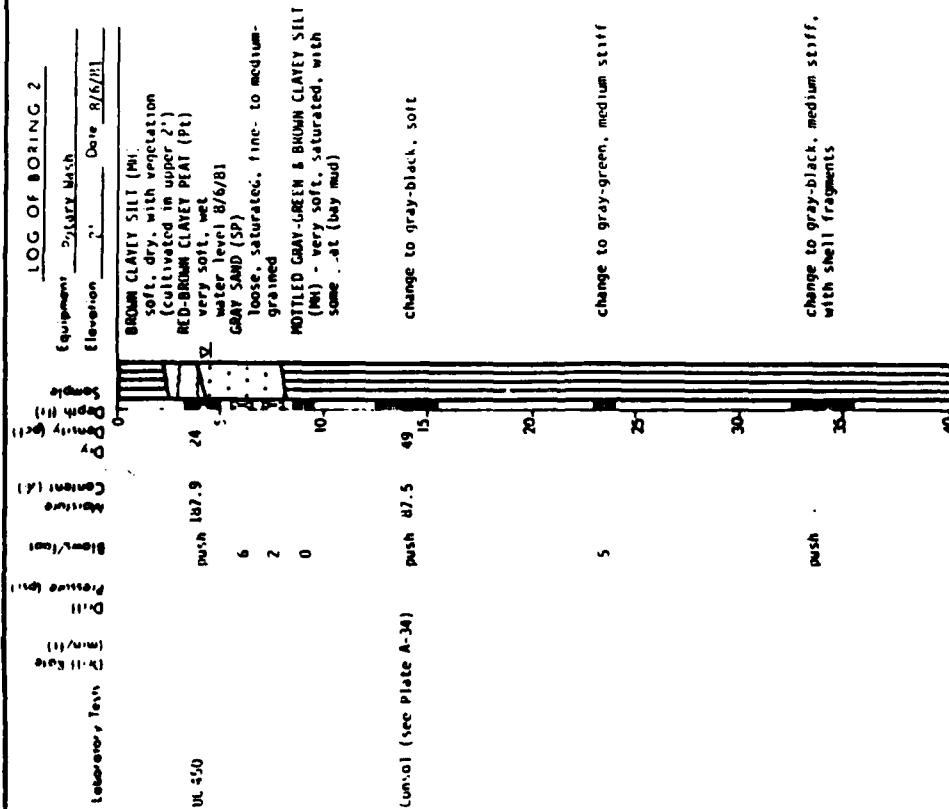 LOG OF BORING 2
Equipment Rotary Wash
Elevation 2' Date 8/6/81
Laboratory Tests
Drill Rate (min/ft)
Drill Pressure (psi)
Blows/foot
Moisture Content (%)
Dry Density (pcf)
Depth (ft)
Sample
0
BROWN CLAYEY SILT (MH)
soft, dry, with vegetation
(cultivated in upper 2')
RED-BROWN CLAYEY PEAT (Pt)
very soft, wet
UC 450 push 187.9 24
water level 8/6/81
5
GRAY SAND (SP)
loose, saturated, fine- to medium-
grained
6
2
0
MOTTLED GRAY-GREEN & BROWN CLAYEY SILT
(MH) - very soft, saturated, with
some (bay mud)
10
Consol (see Plate A-34) push 87.5 49
change to gray-black, soft
15
20
5
change to gray-green, medium stiff
25
30
push
change to gray-black, medium stiff,
with shell fragments
35
40